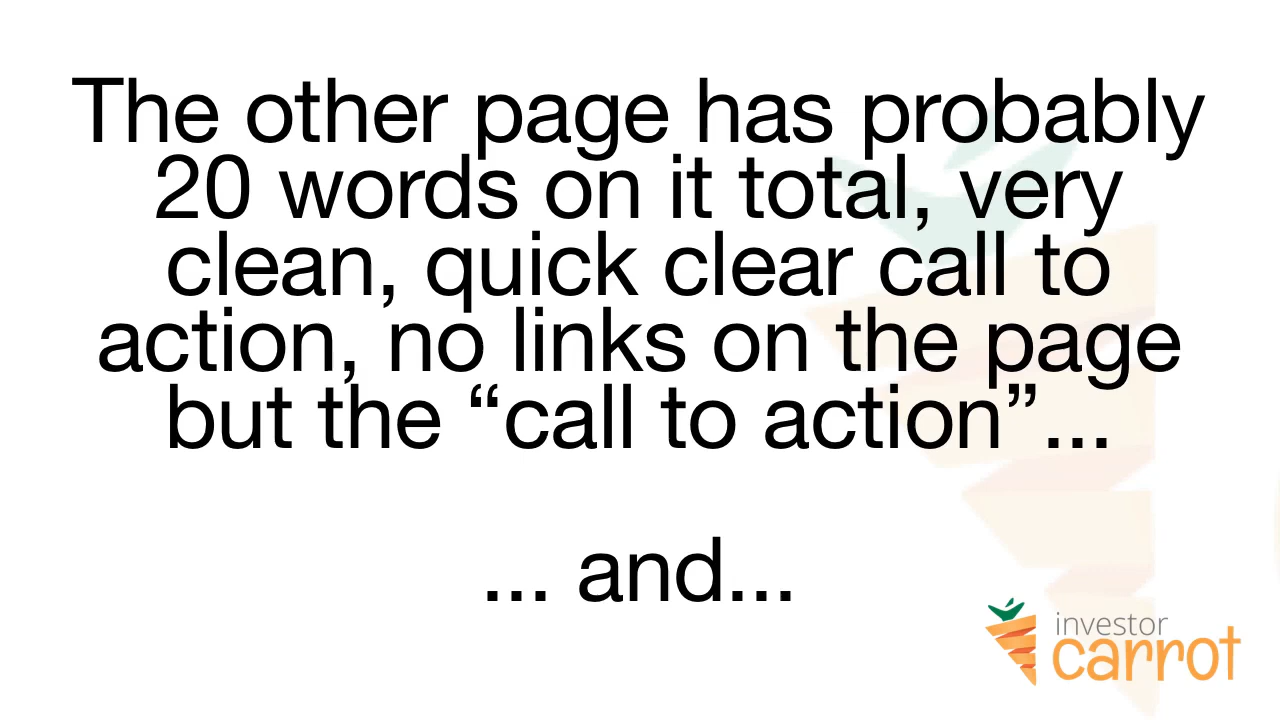 The other page has probably
20 words on it total, very
clean, quick clear call to
action, no links on the page
but the “call to action”...
... and...
investor
carrot